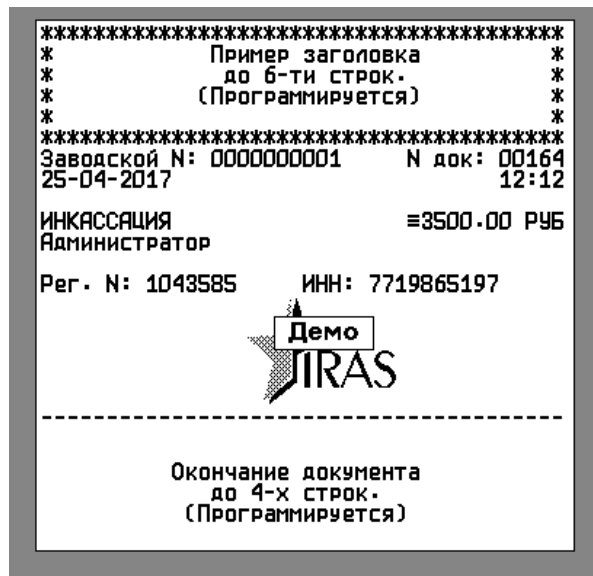 ****************************************
* Пример заголовка *
* до 6-ти строк. *
* (Программируется) *
* *
****************************************
Заводской N: 0000000001 N док: 00164
25-04-2017 12:12
ИНКАССАЦИЯ ≡3500.00 РУБ
Администратор
Рег. N: 1043585 ИНН: 7719865197
Демо
JIRAS
----------------------------------------
Окончание документа
до 4-х строк.
(Программируется)